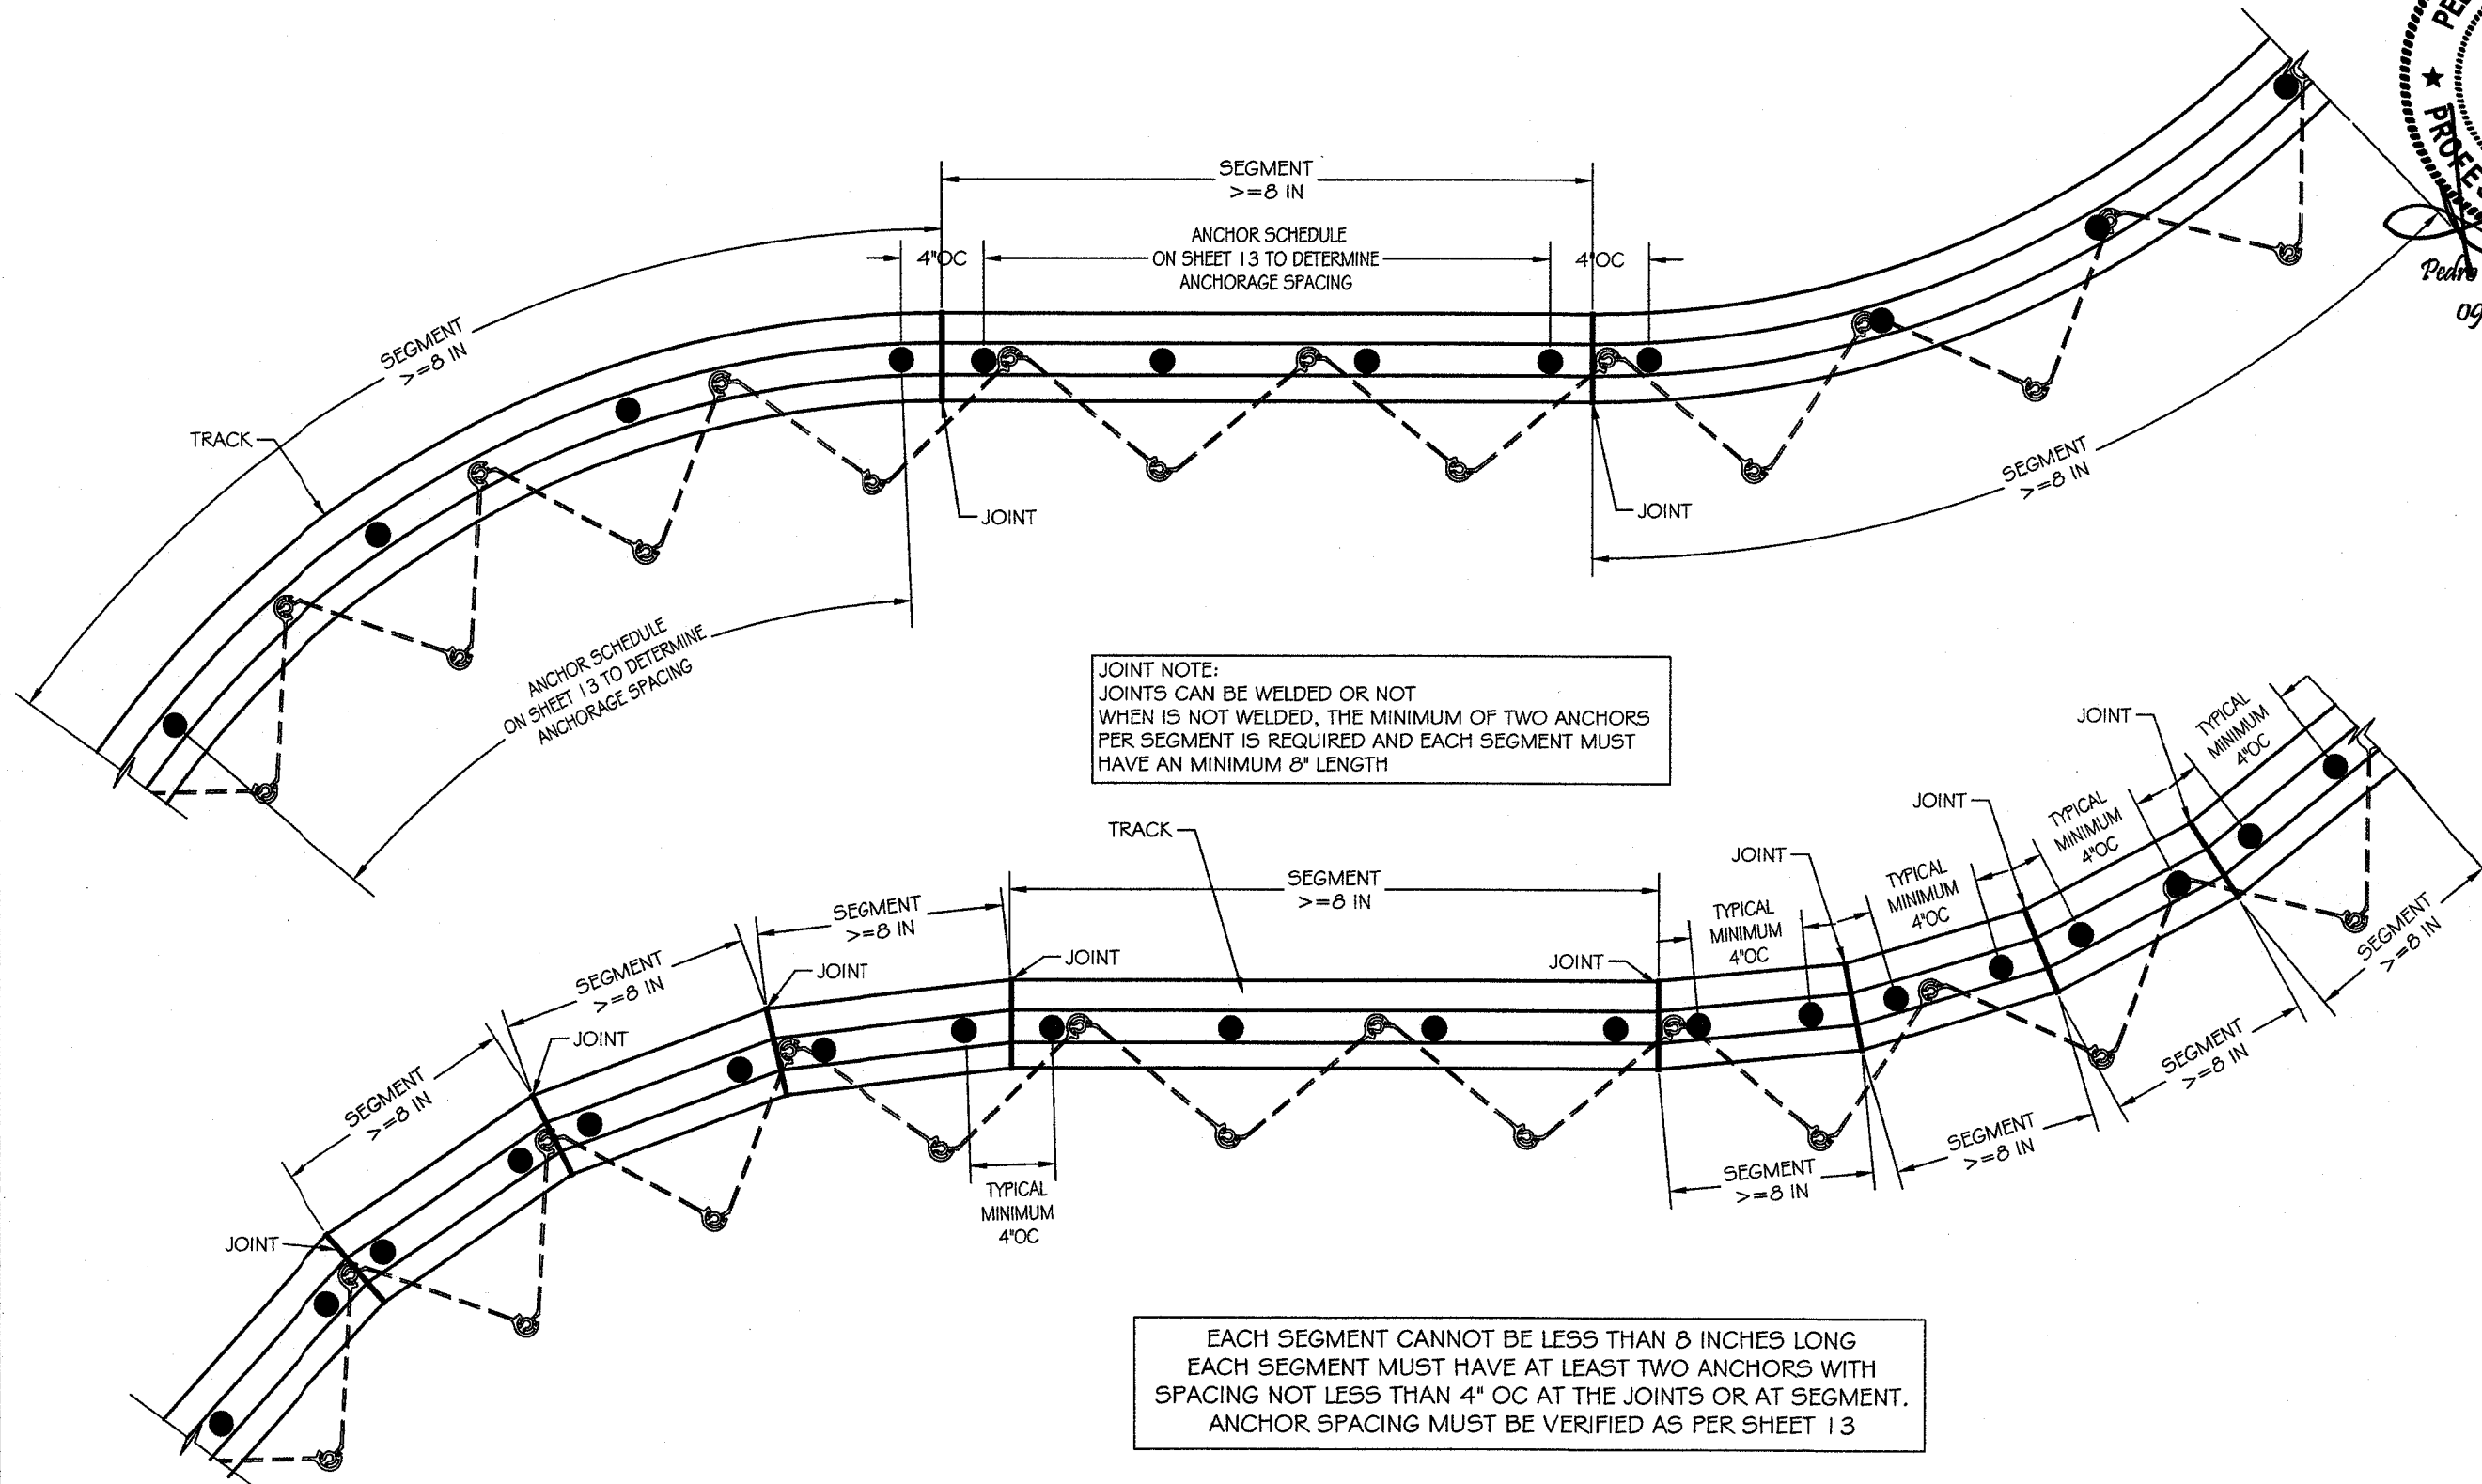 SEGMENT
>=8 IN
ANCHOR SCHEDULE
ON SHEET 13 TO DETERMINE
ANCHORAGE SPACING
4"OC
4"OC
SEGMENT
>=8 IN
TRACK
JOINT
JOINT
SEGMENT
>=8 IN
ANCHOR SCHEDULE
ON SHEET 13 TO DETERMINE
ANCHORAGE SPACING
★
Pedro
09
JOINT NOTE:
JOINTS CAN BE WELDED OR NOT
WHEN IS NOT WELDED, THE MINIMUM OF TWO ANCHORS
PER SEGMENT IS REQUIRED AND EACH SEGMENT MUST
HAVE AN MINIMUM 8" LENGTH
TRACK
SEGMENT
>=8 IN
SEGMENT
>=8 IN
SEGMENT
>=8 IN
SEGMENT
>=8 IN
JOINT
JOINT
JOINT
JOINT
JOINT
JOINT
JOINT
JOINT
TYPICAL
MINIMUM
4"OC
TYPICAL
MINIMUM
4"OC
TYPICAL
MINIMUM
4"OC
TYPICAL
MINIMUM
4"OC
TYPICAL
MINIMUM
4"OC
SEGMENT
>=8 IN
SEGMENT
>=8 IN
SEGMENT
>=8 IN
SEGMENT
>=8 IN
EACH SEGMENT CANNOT BE LESS THAN 8 INCHES LONG
EACH SEGMENT MUST HAVE AT LEAST TWO ANCHORS WITH
SPACING NOT LESS THAN 4" OC AT THE JOINTS OR AT SEGMENT.
ANCHOR SPACING MUST BE VERIFIED AS PER SHEET 13